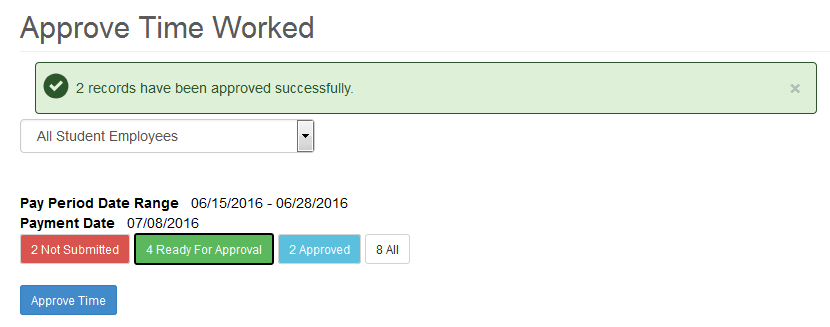 Approve Time Worked
2 records have been approved successfully. ×
All Student Employees
Pay Period Date Range 06/15/2016 - 06/28/2016
Payment Date 07/08/2016
2 Not Submitted 4 Ready For Approval 2 Approved 8 All
Approve Time